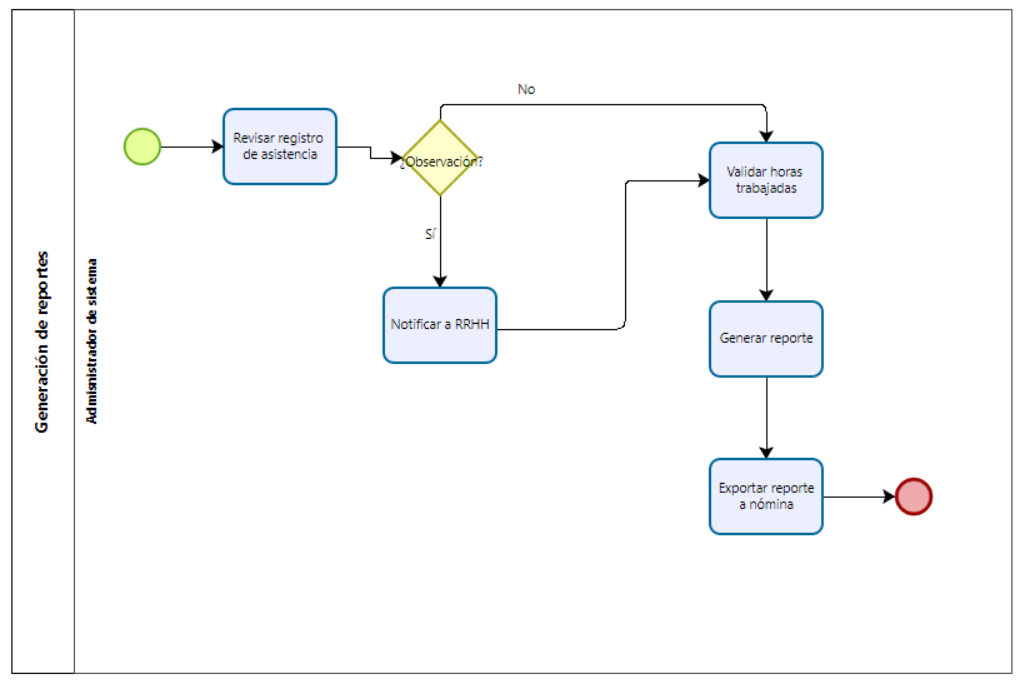 Generación de reportes
Admisnistrador de sistema
Revisar registro
de asistencia
¿Observación?
No
Sí
Notificar a RRHH
Validar horas
trabajadas
Generar reporte
Exportar reporte
a nómina